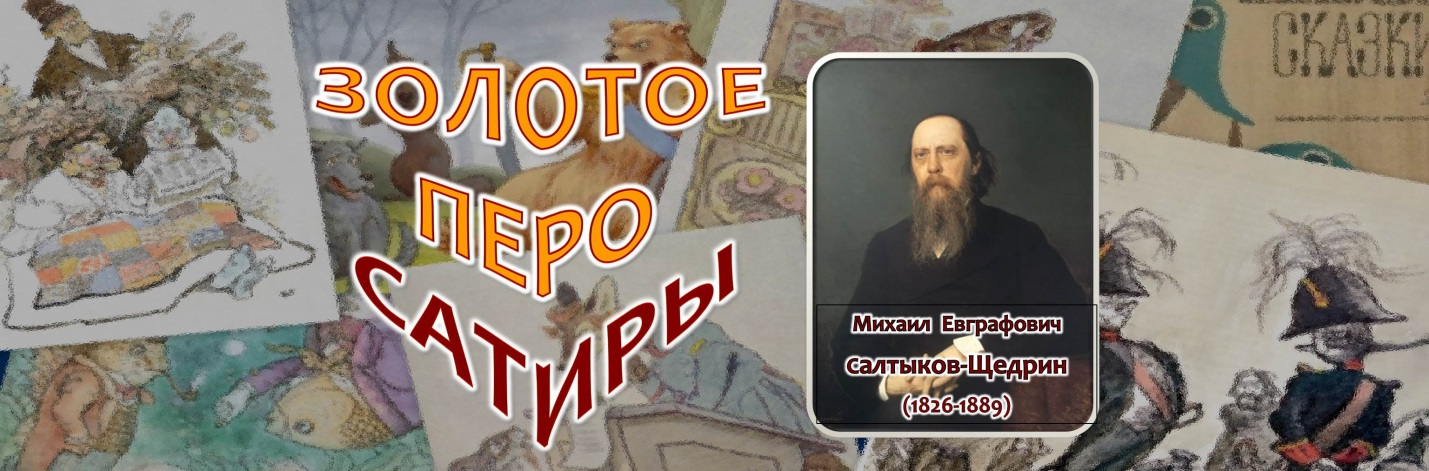 ЗОЛОТОЕ
ПЕРО
САТИРЫ
СКАЗКИ
Михаил Евграфович
Салтыков-Щедрин
(1826-1889)